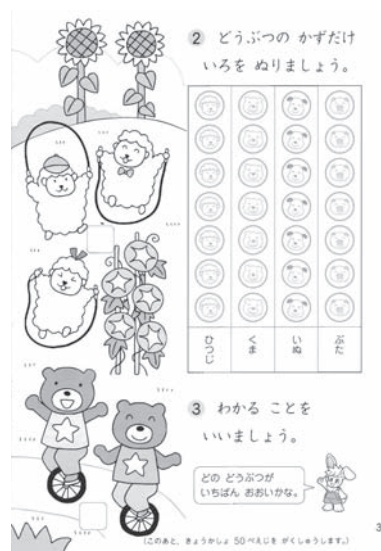 2 どうぶつの かずだけ
いろを ぬりましょう。
ひつじ
くま
いぬ
ぶた
3 わかる ことを
いいましょう。
どの どうぶつが
いちばん おおいかな。
3
(このあと、きょうかしょ 50ぺえじを がくしゅうします。)